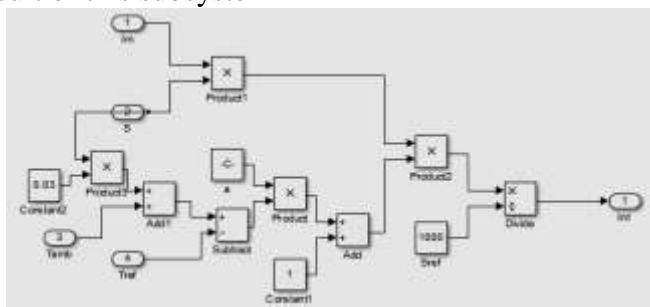 1
Im
×
Product1
2
S
0.03
Constant2
×
Product3
+
+
Add1
3
Tamb
4
Tref
+
-
Subtract
-C-
a
×
Product
1
Constant1
+
+
Add
×
Product2
1000
Sref
×
÷
Divide
1